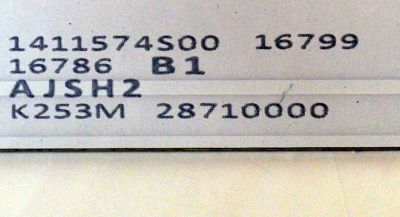 1411574S00 16799
16786 B1
AJSH2
K253M 28710000